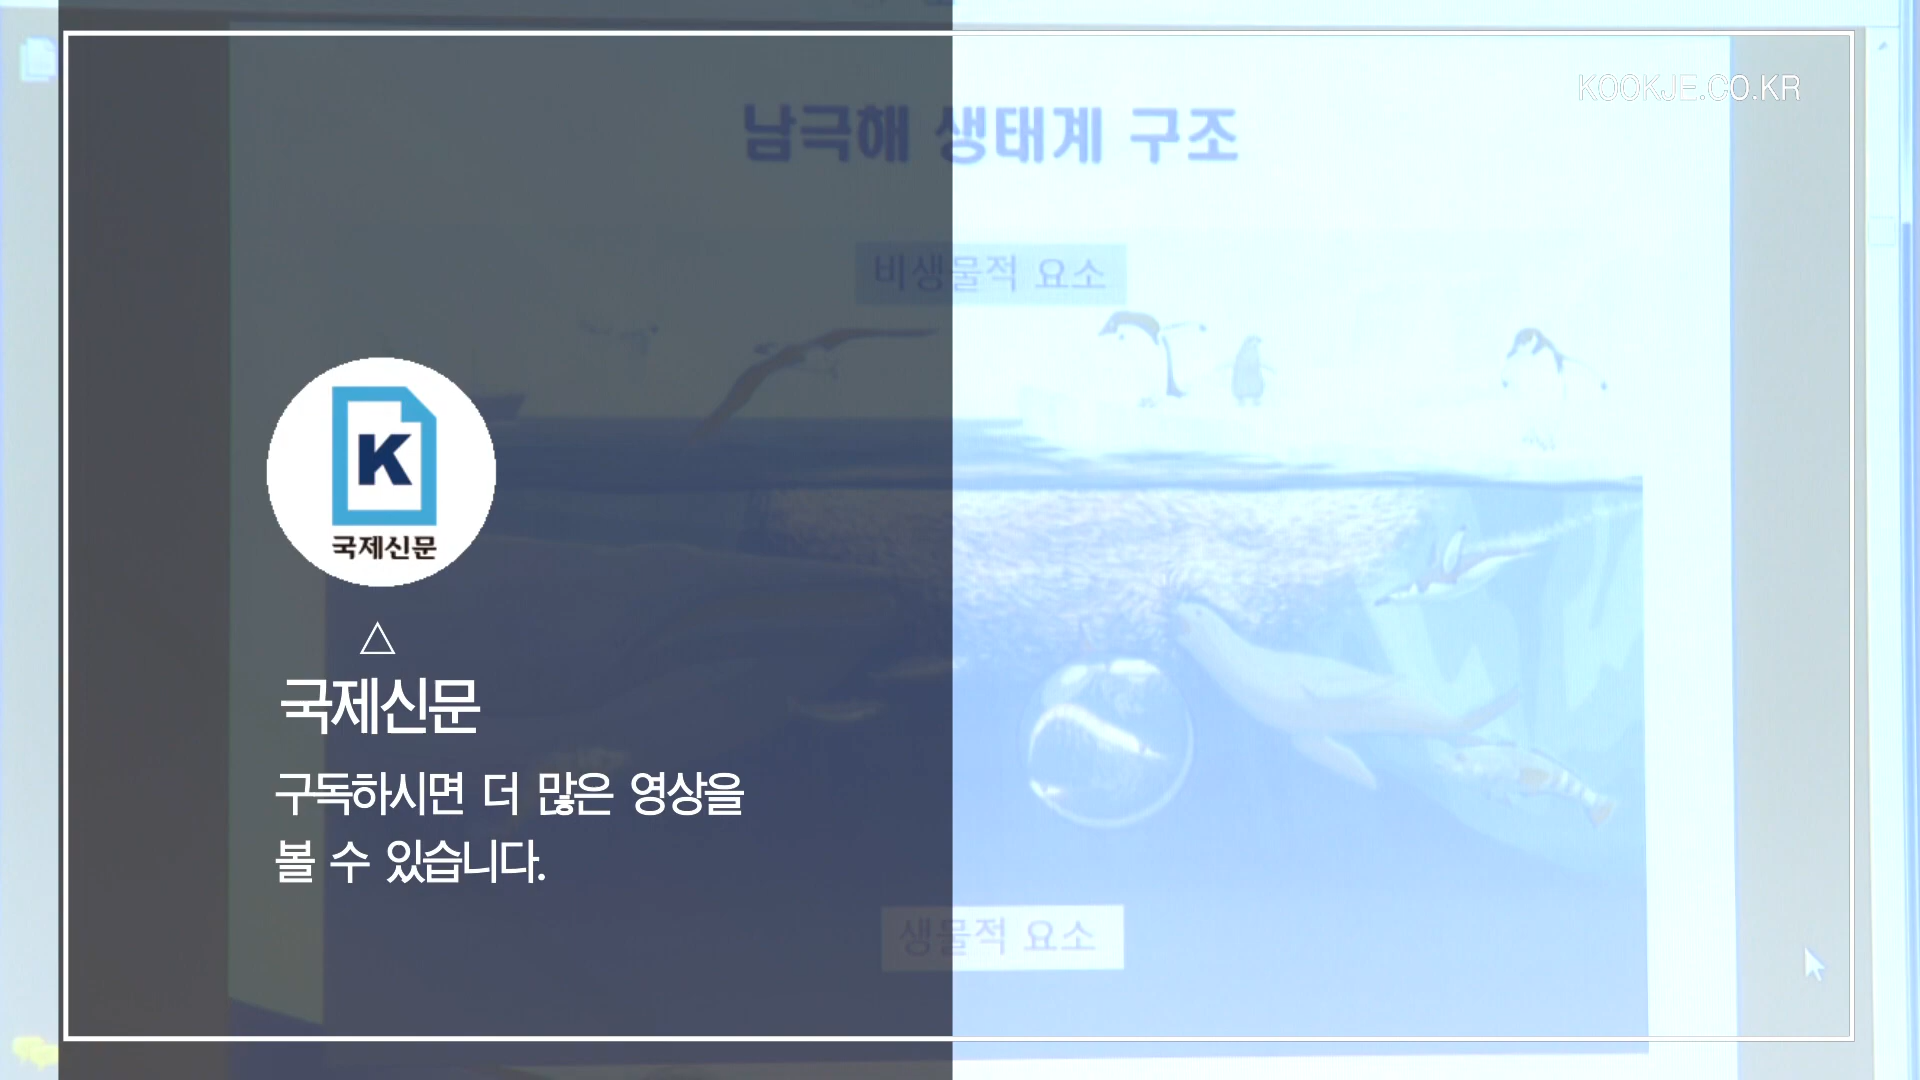 KOOKJE.CO.KR
남극해 생태계 구조
비생물적 요소
K
국제신문
△
국제신문
구독하시면 더 많은 영상을
볼 수 있습니다.
생물적 요소